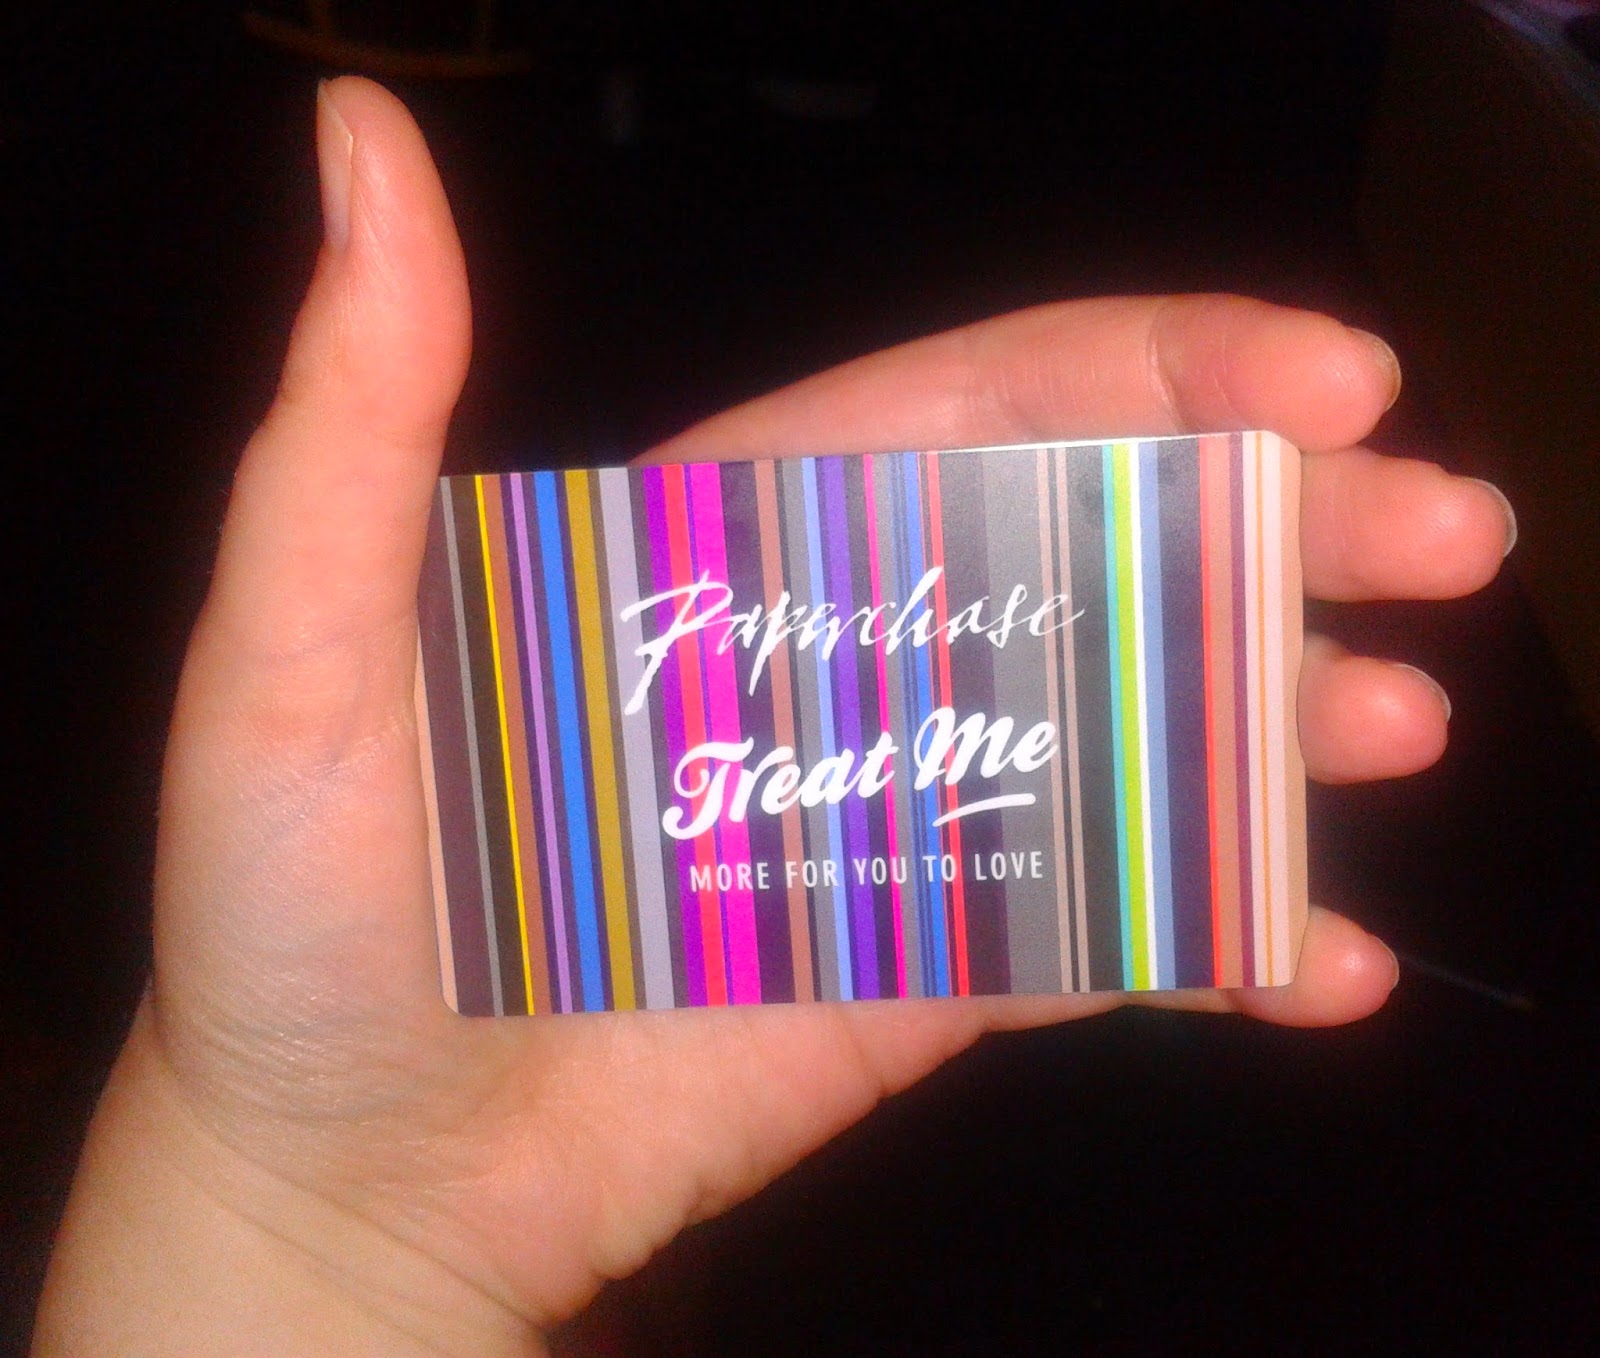 Paperchase
Treat Me
MORE FOR YOU TO LOVE